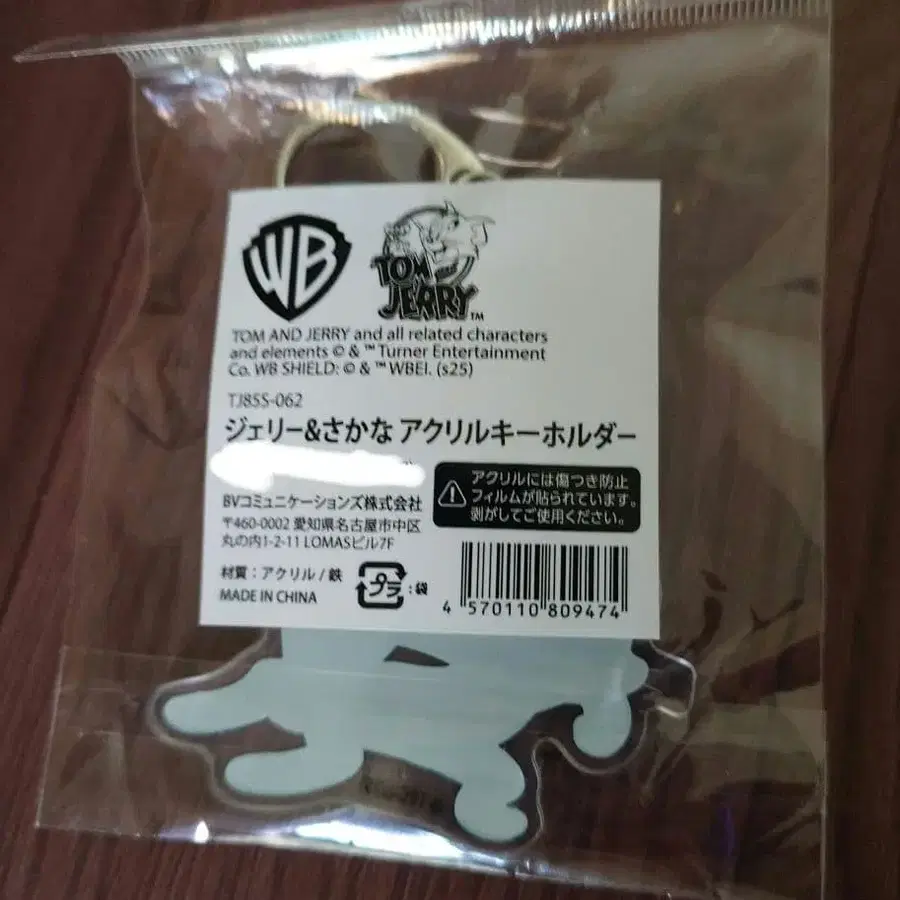 WB
TOM AND JERRY™
TOM AND JERRY and all related characters
and elements © & ™ Turner Entertainment
Co. WB SHIELD: © & ™ WBEI. (s25)
TJ85S-062
ジェリー&さかな アクリルキーホルダー
アクリルには傷つき防止
フィルムが貼られています。
剥がしてご使用ください。
BVコミュニケーションズ株式会社
〒460-0002 愛知県名古屋市中区
丸の内1-2-11 LOMASビル7F
材質：アクリル / 鉄
MADE IN CHINA
プラ：袋
4 570110 809474